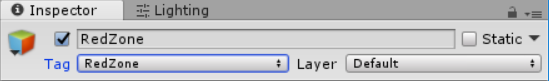 Inspector Lighting
RedZone Static
Tag RedZone Layer Default